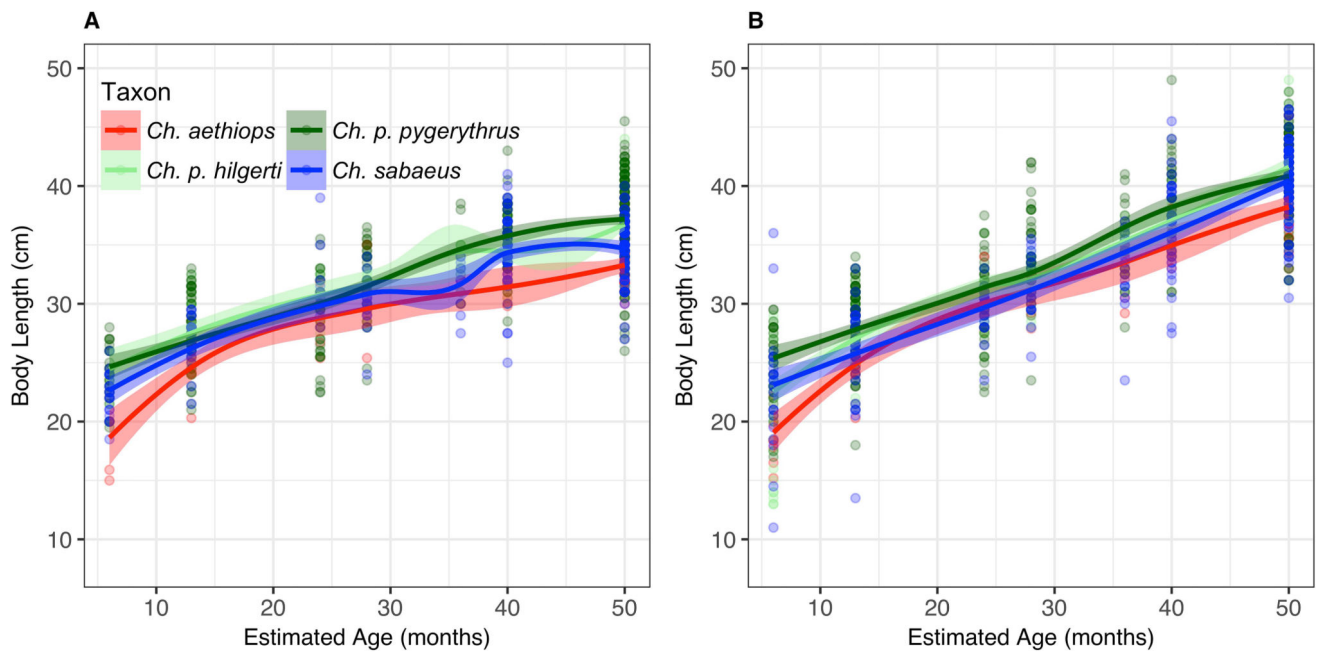 A
B
Taxon
Ch. aethiops
Ch. p. pygerythrus
Ch. p. hilgerti
Ch. sabaeus
50
40
30
20
10
Body Length (cm)
10 20 30 40 50
Estimated Age (months)
50
40
30
20
10
Body Length (cm)
10 20 30 40 50
Estimated Age (months)